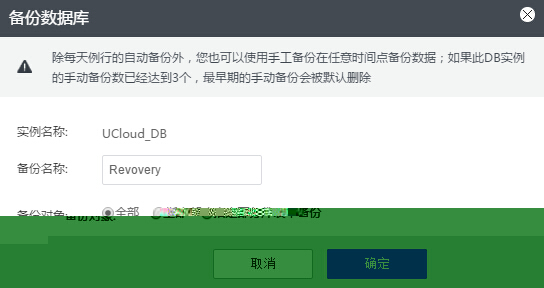 备份数据库
除每天例行的自动备份外，您也可以使用手工备份在任意时间点备份数据；如果此DB实例
的手动备份数已经达到3个，最早期的手动备份会被默认删除
实例名称: UCloud_DB
备份名称: Revovery
备份对象: 全部
取消 确定